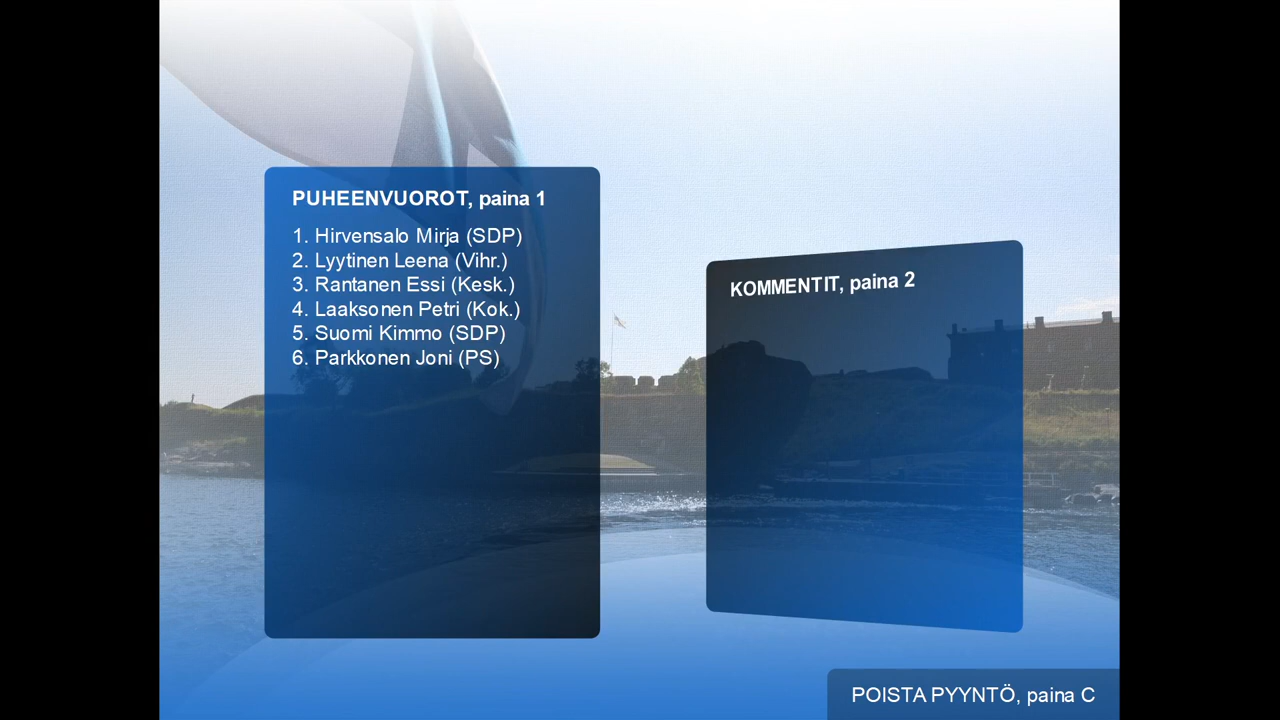 PUHEENVUOROT, paina 1
1. Hirvensalo Mirja (SDP)
2. Lyytinen Leena (Vihr.)
3. Rantanen Essi (Kesk.)
4. Laaksonen Petri (Kok.)
5. Suomi Kimmo (SDP)
6. Parkkonen Joni (PS)
KOMMENTIT, paina 2
POISTA PYYNTÖ, paina C